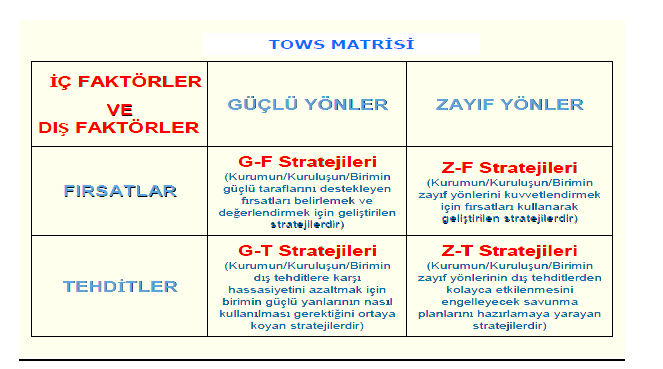 TOWS MATRİSİ
İÇ FAKTÖRLER
VE
DIŞ FAKTÖRLER
GÜÇLÜ YÖNLER
ZAYIF YÖNLER
FIRSATLAR
G-F Stratejileri
(Kurumun/Kuruluşun/Birimin
güçlü taraflarını destekleyen
fırsatları belirlemek ve
değerlendirmek için geliştirilen
stratejilerdir)
Z-F Stratejileri
(Kurumun/Kuruluşun/Birimin
zayıf yönlerini kuvvetlendirmek
için fırsatları kullanarak
geliştirilen stratejilerdir)
TEHDİTLER
G-T Stratejileri
(Kurumun/Kuruluşun/Birimin
dış tehditlere karşı
hassasiyetini azaltmak için
birimin güçlü yanlarının nasıl
kullanılması gerektiğini ortaya
koyan stratejilerdir)
Z-T Stratejileri
(Kurumun/Kuruluşun/Birimin
zayıf yönlerinin dış tehditlerden
kolayca etkilenmesini
engelleyecek savunma
planlarını hazırlamaya yarayan
stratejilerdir)